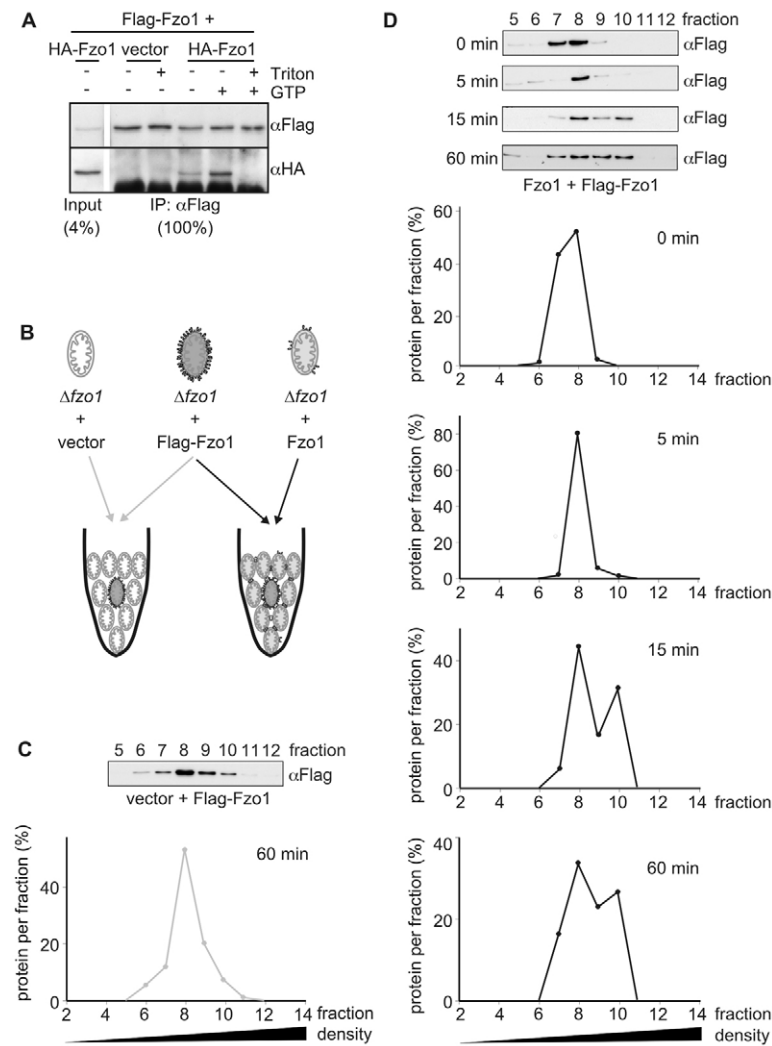 A
Flag-Fzo1 +
HA-Fzo1 vector HA-Fzo1
- - + - - + Triton
- - - - + + GTP
αFlag
αHA
Input IP: αFlag
(4%) (100%)
B
Δfzo1 Δfzo1 Δfzo1
+ + +
vector Flag-Fzo1 Fzo1
C
5 6 7 8 9 10 11 12 fraction
αFlag
vector + Flag-Fzo1
60 min
protein per fraction (%)
40
20
0
2 4 6 8 10 12 14 fraction
density
D
5 6 7 8 9 10 11 12 fraction
0 min αFlag
5 min αFlag
15 min αFlag
60 min αFlag
Fzo1 + Flag-Fzo1
0 min
protein per fraction (%)
60
40
20
0
2 4 6 8 10 12 14 fraction
5 min
protein per fraction (%)
80
60
40
20
0
2 4 6 8 10 12 14 fraction
15 min
protein per fraction (%)
40
20
0
2 4 6 8 10 12 14 fraction
60 min
protein per fraction (%)
40
20
0
2 4 6 8 10 12 14 fraction
density